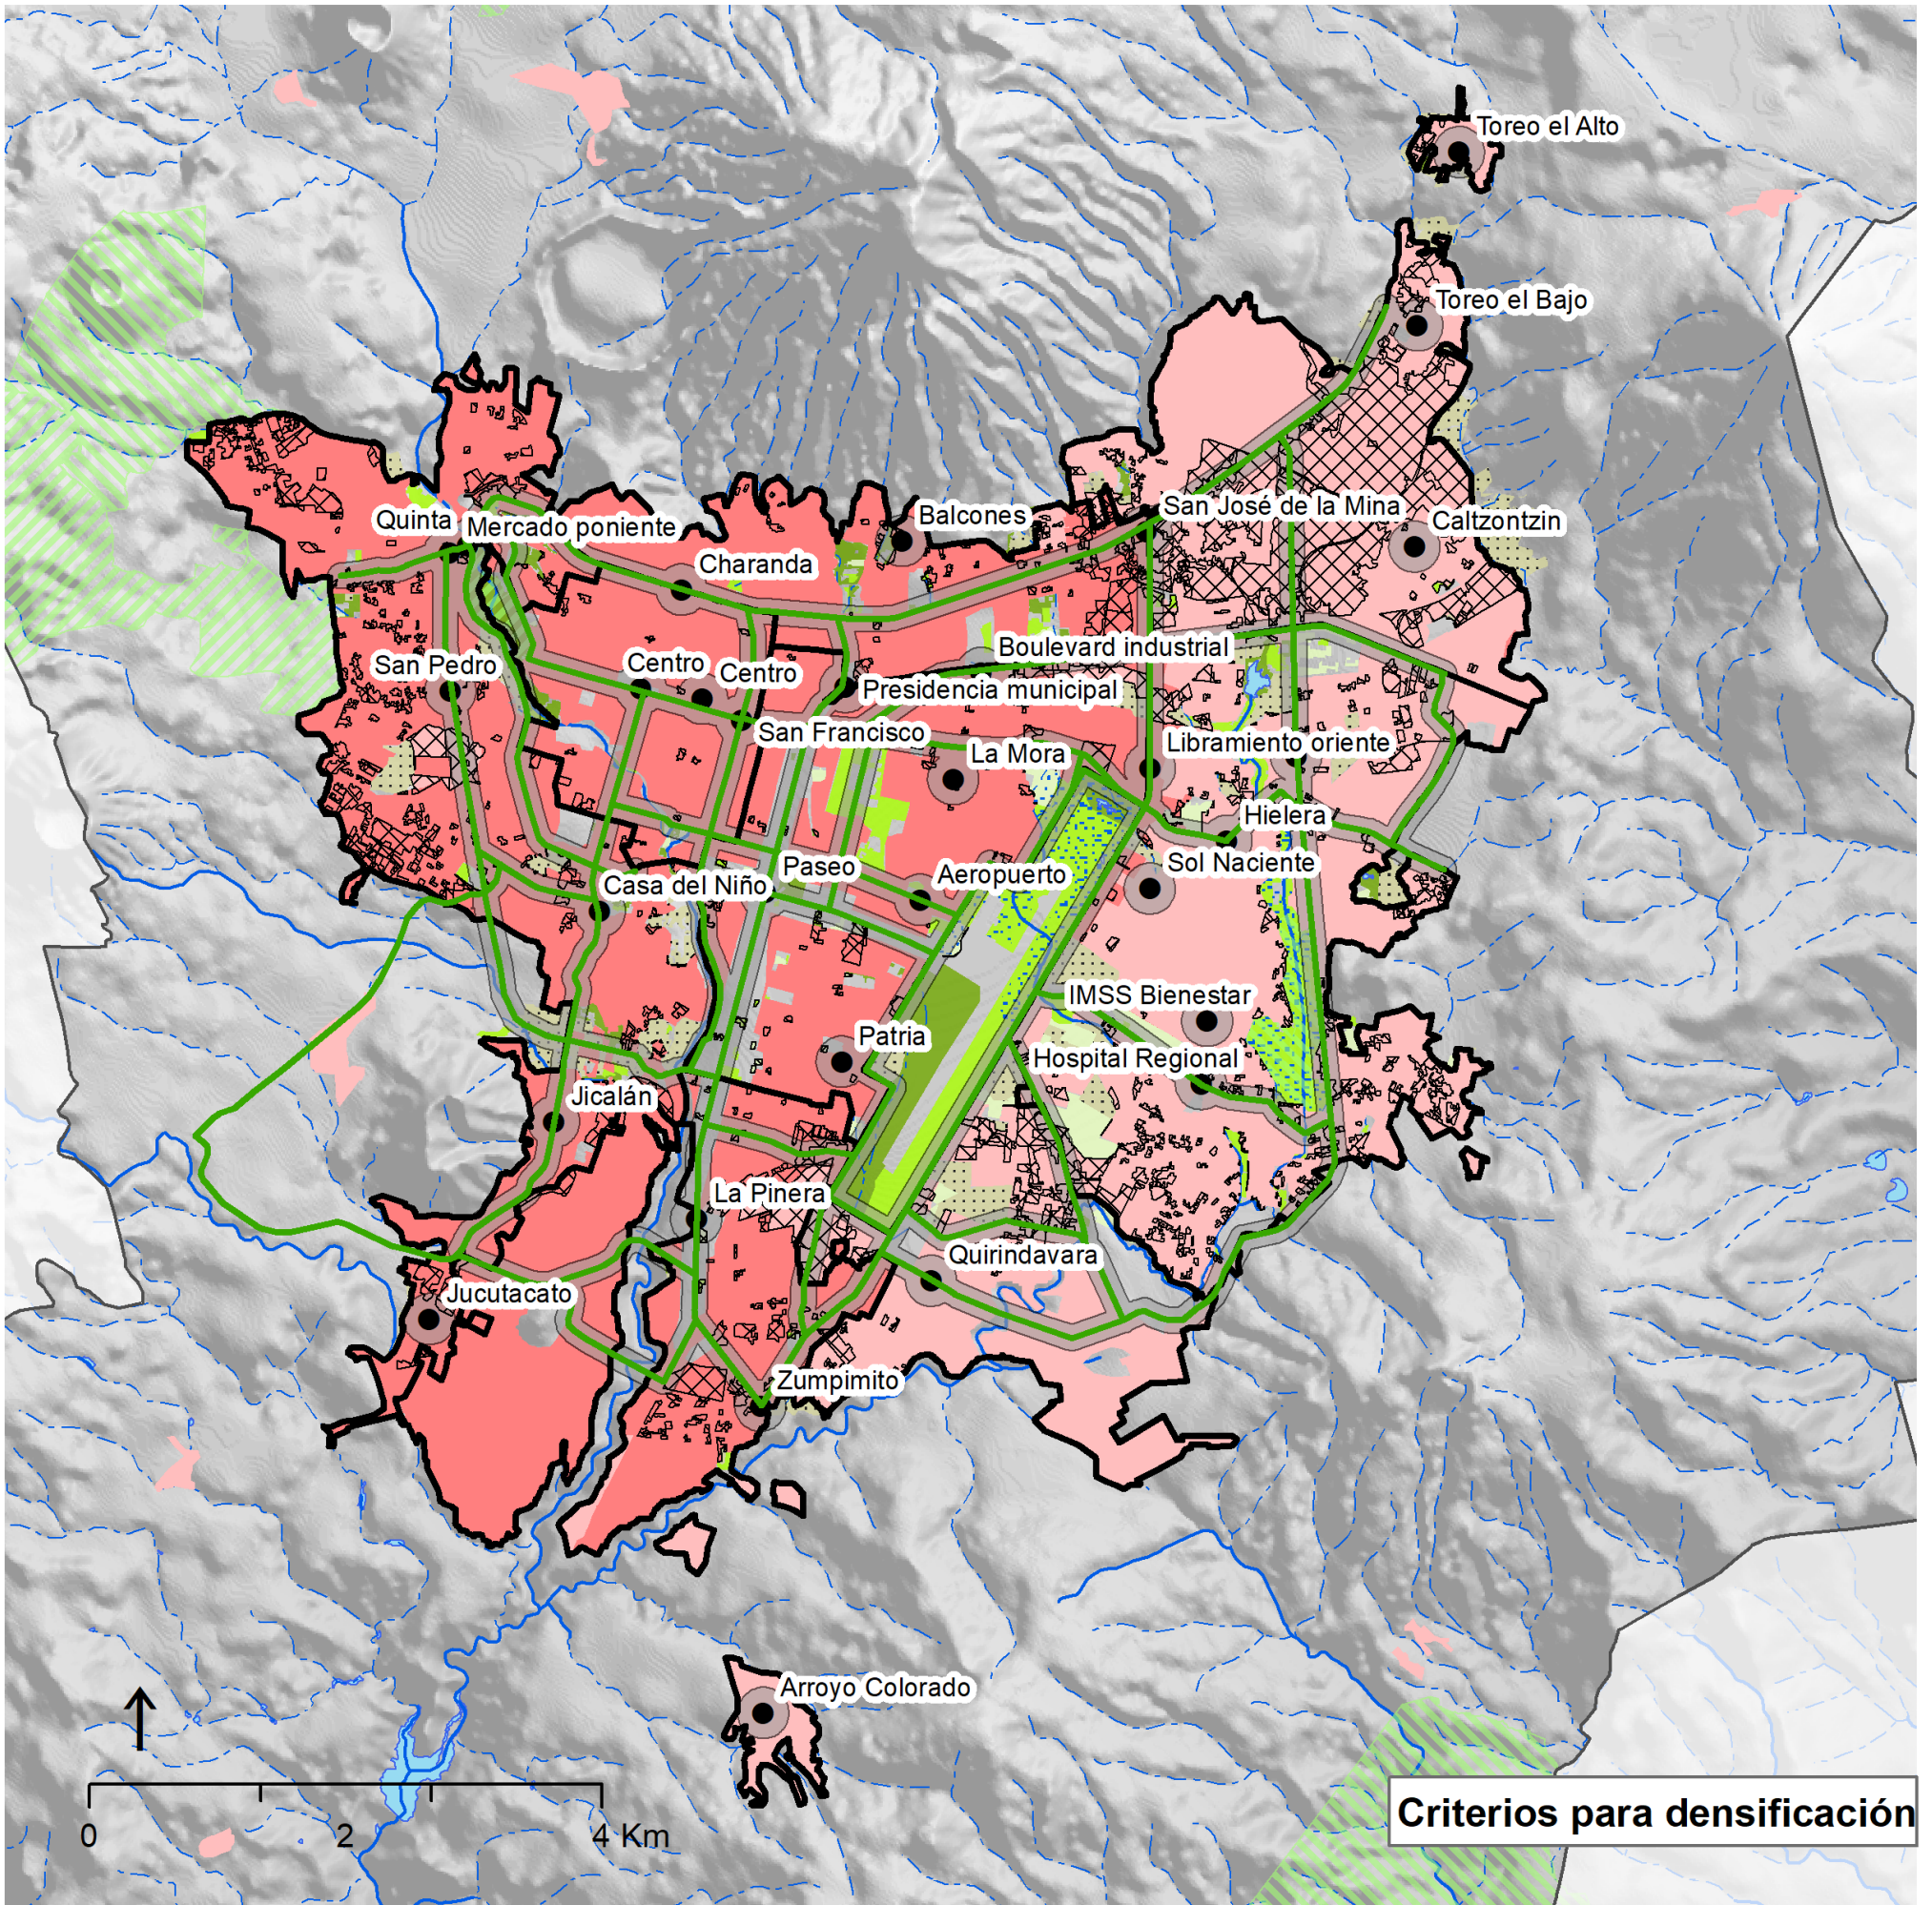 Toreo el Alto
Toreo el Bajo
San José de la Mina
Balcones
Quinta
Mercado poniente
Caltzontzin
Charanda
Boulevard industrial
San Pedro
Centro
Centro
Presidencia municipal
San Francisco
La Mora
Libramiento oriente
Hielera
Paseo
Sol Naciente
Aeropuerto
Casa del Niño
IMSS Bienestar
Patria
Hospital Regional
Jicalán
La Pinera
Quirindavara
Jucutacato
Zumpimito
Arroyo Colorado
Criterios para densificación
0 2 4 Km